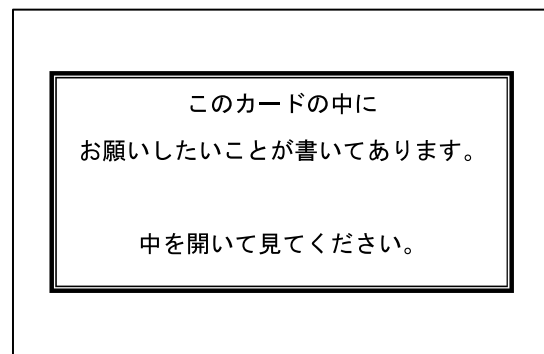 このカードの中に
お願いしたいことが書いてあります。
中を開いて見てください。